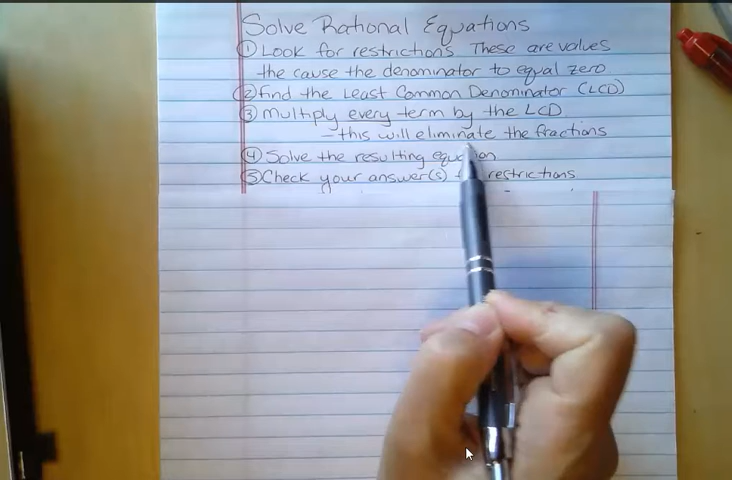 Solve Rational Equations
① Look for restrictions. These are values
the cause the denominator to equal zero
② find the Least Common Denominator (LCD)
③ Multiply every term by the LCD
- this will eliminate the fractions
④ Solve the resulting equation
⑤ Check your answer(s) restrictions